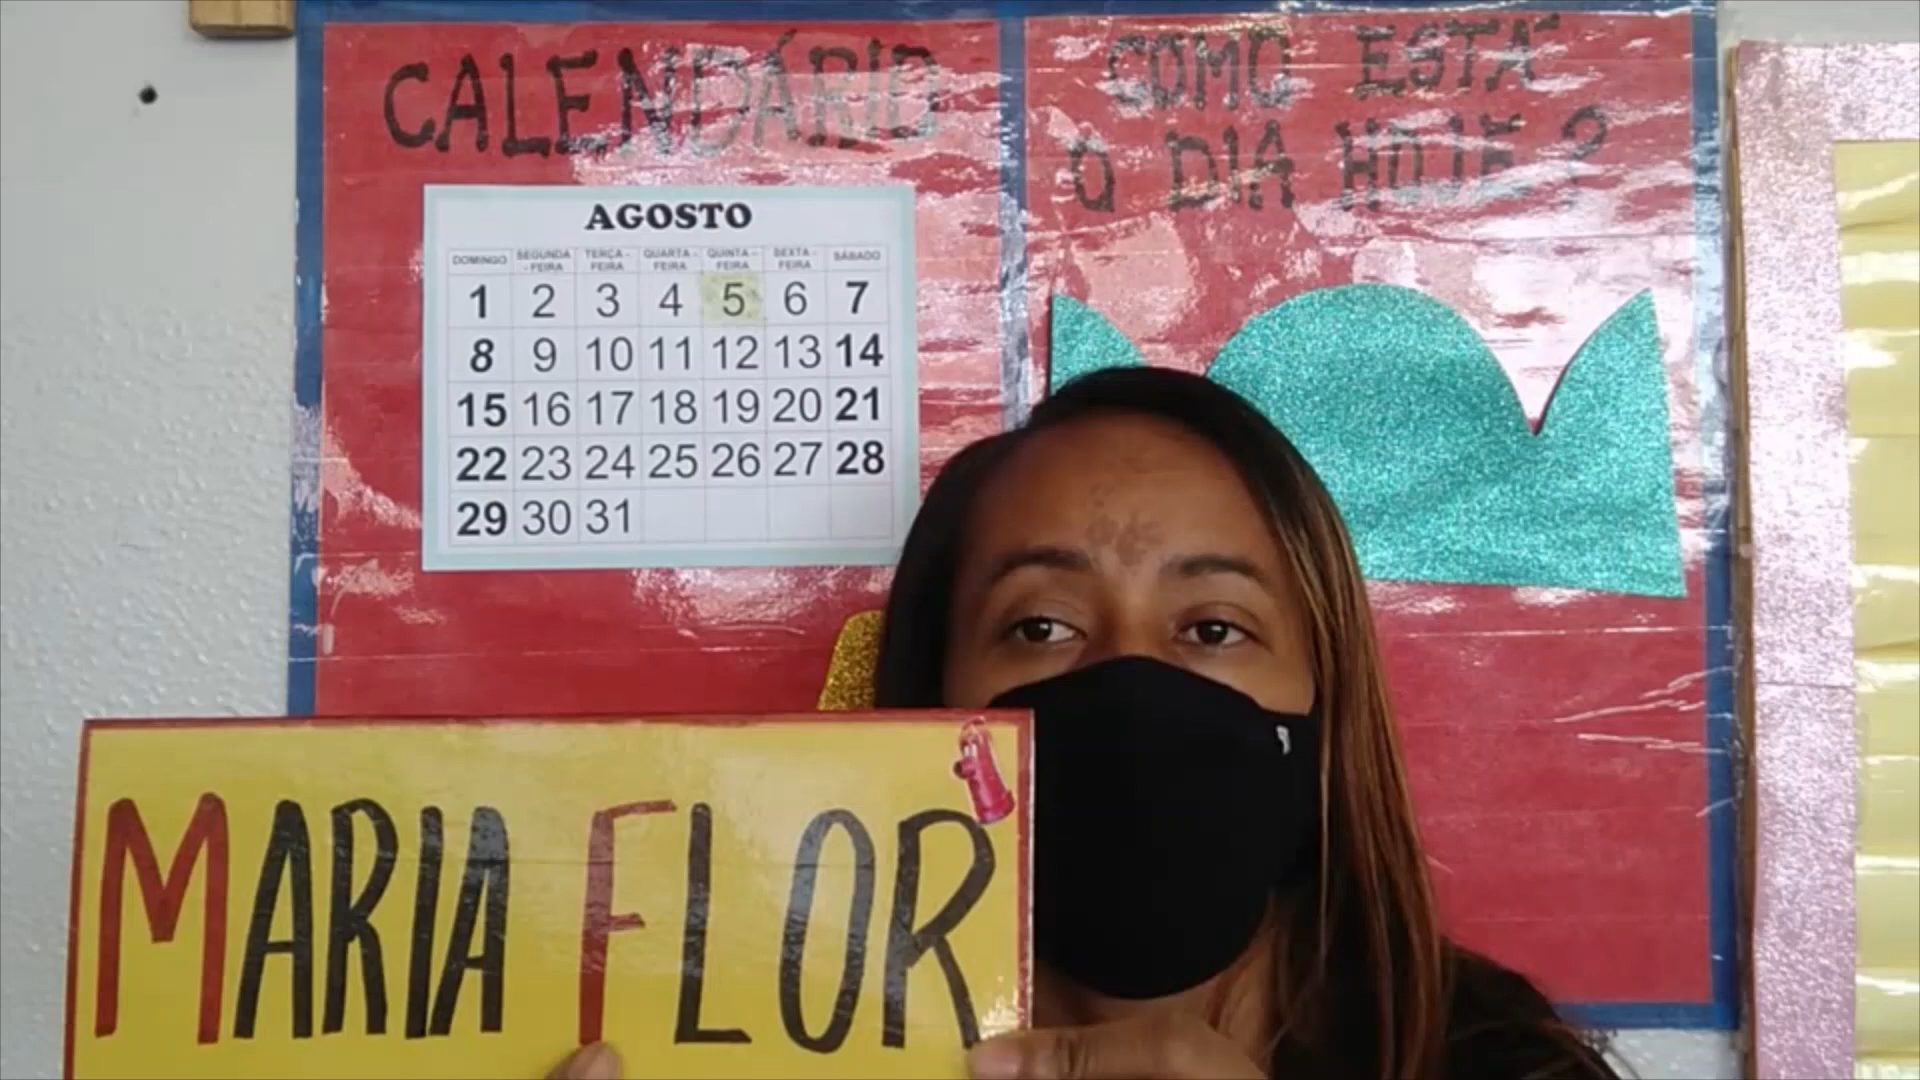 CALENDÁRIO
COMO ESTÁ
O DIA HOJE?
AGOSTO
DOMINGO SEGUNDA - FEIRA TERÇA - FEIRA QUARTA - FEIRA QUINTA - FEIRA SEXTA - FEIRA SÁBADO
1 2 3 4 5 6 7
8 9 10 11 12 13 14
15 16 17 18 19 20 21
22 23 24 25 26 27 28
29 30 31
MARIA FLOR